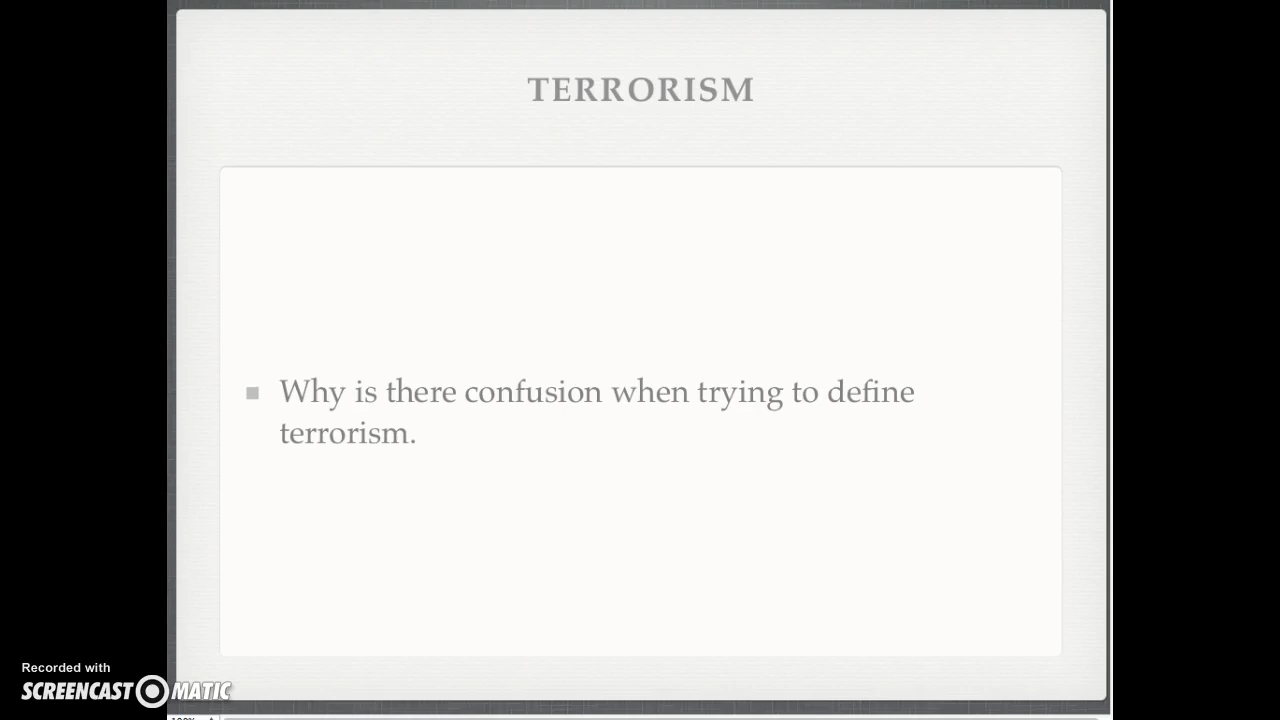 TERRORISM
Why is there confusion when trying to define
terrorism.
Recorded with
SCREENCAST MATIC